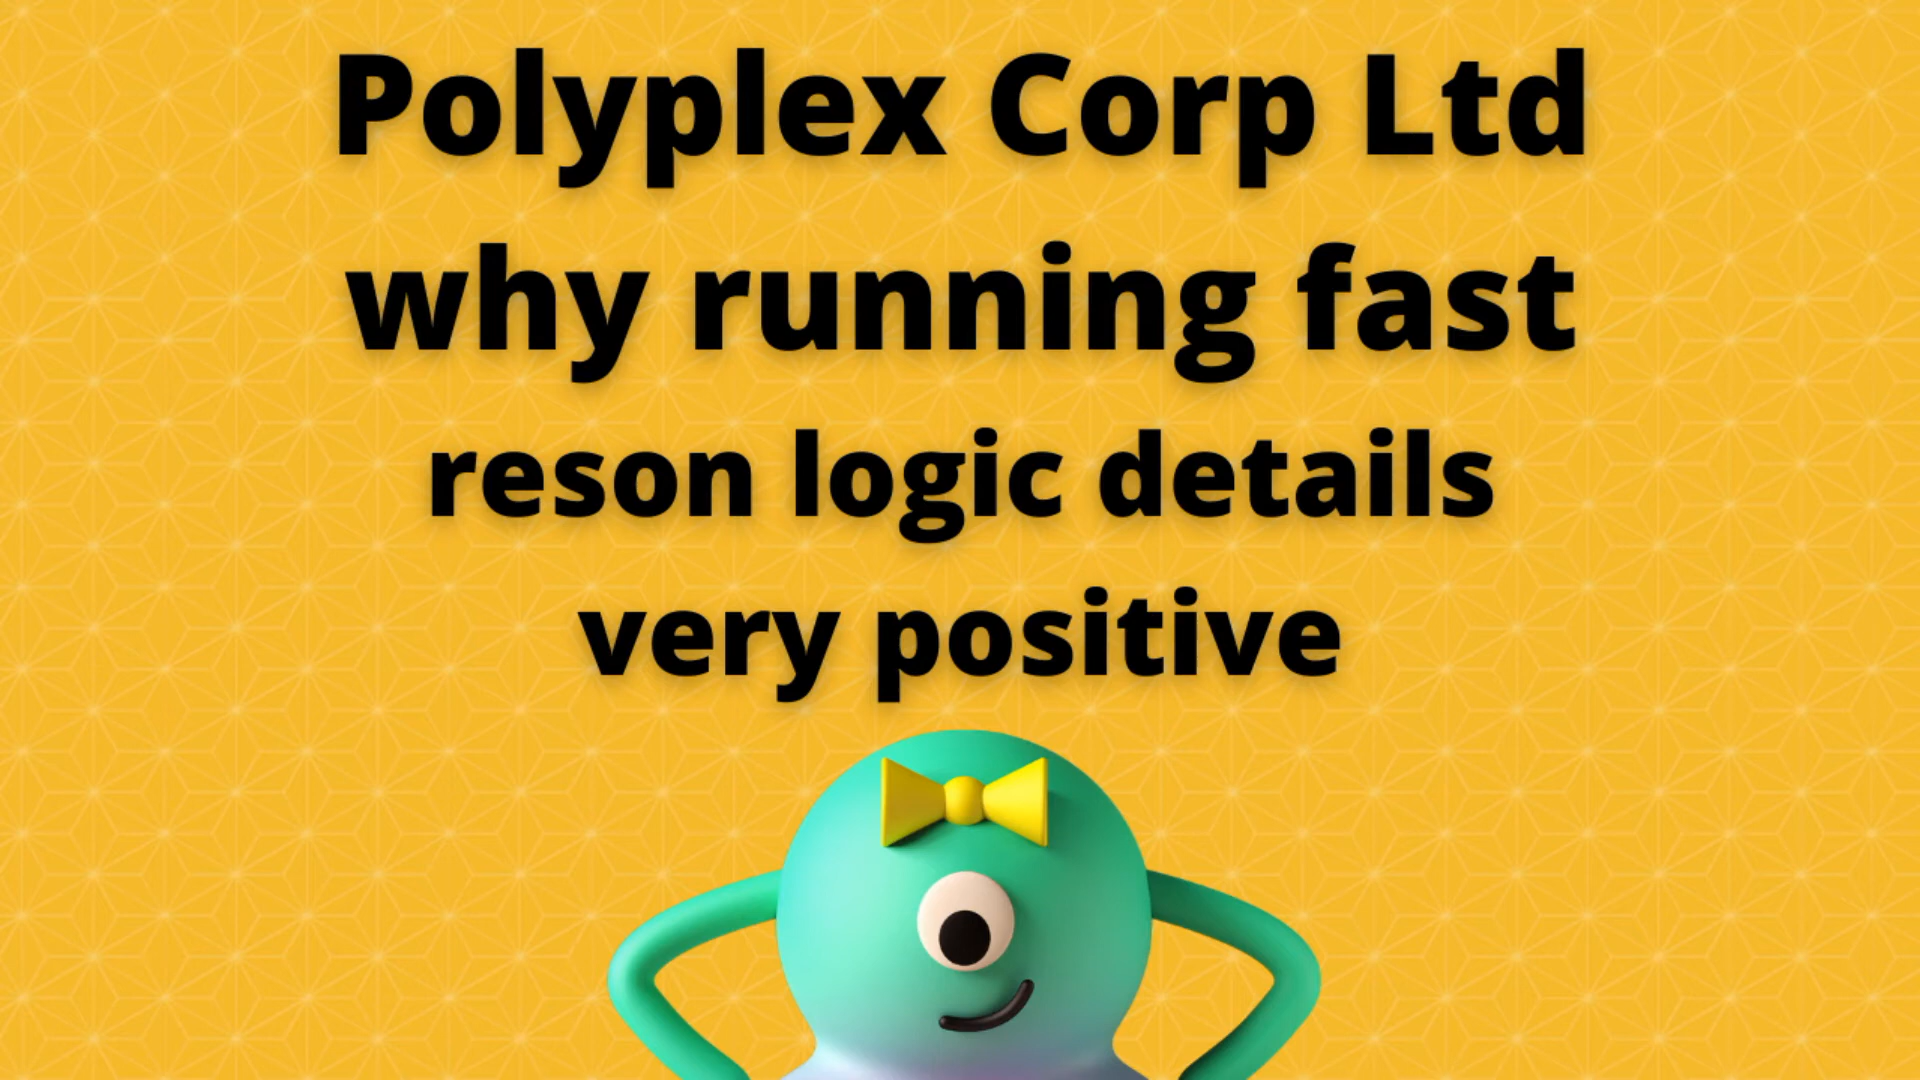 Polyplex Corp Ltd
why running fast
reson logic details
very positive